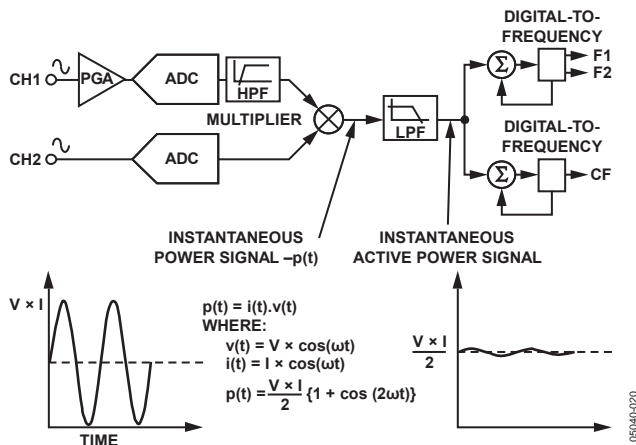 DIGITAL-TO-
FREQUENCY
CH1
PGA
ADC
HPF
MULTIPLIER
Σ
F1
F2
LPF
CH2
ADC
DIGITAL-TO-
FREQUENCY
Σ
CF
INSTANTANEOUS
POWER SIGNAL –p(t)
INSTANTANEOUS
ACTIVE POWER SIGNAL
V × I
p(t) = i(t).v(t)
WHERE:
v(t) = V × cos(ωt)
i(t) = I × cos(ωt)
p(t) = V × I / 2 {1 + cos (2ωt)}
TIME
V × I
2
TIME
05040-020